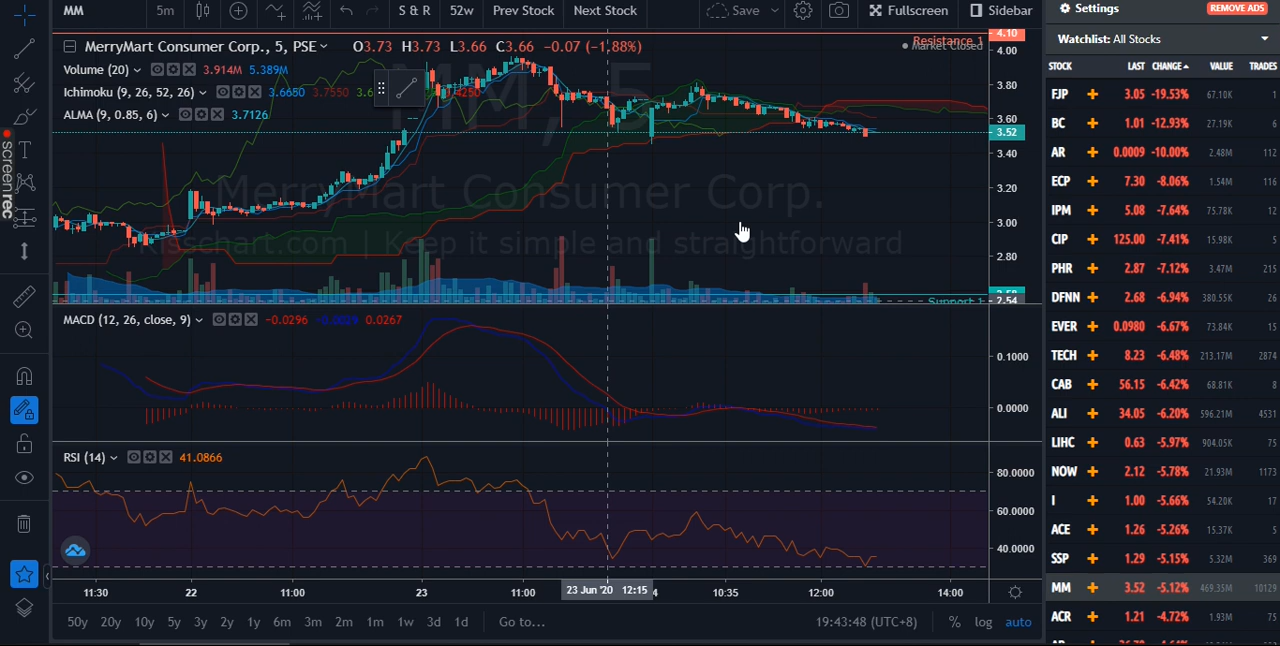 MM 5m S & R 52w Prev Stock Next Stock Save Fullscreen Sidebar
MerryMart Consumer Corp., 5, PSE O3.73 H3.73 L3.66 C3.66 −0.07 (−1.88%)
Volume (20) 3.914M 5.389M
Ichimoku (9, 26, 52, 26) 3.6650 3.7550
ALMA (9, 0.85, 6) 3.7126
Resistance 1
Market Closed
MM, 5
MerryMart Consumer Corp.
Kisschart.com | Keep it simple and straightforward
Support 1
4.10
4.00
3.80
3.60
3.52
3.40
3.20
3.00
2.80
2.54
MACD (12, 26, close, 9) −0.0296 0.0267
0.1000
0.0000
RSI (14) 41.0866
80.0000
60.0000
40.0000
11:30 22 11:00 23 11:00 23 Jun '20 12:15 10:35 12:00 14:00
50y 20y 10y 5y 3y 2y 1y 6m 3m 2m 1m 1w 3d 1d Go to... 19:43:48 (UTC+8) % log auto
screenrec
Settings REMOVE ADS
Watchlist: All Stocks
STOCK LAST CHANGE VALUE TRADES
FJP 3.05 -19.53% 67.10K 1
BC 1.01 -12.93% 27.19K 6
AR 0.0009 -10.00% 2.48M 112
ECP 7.30 -8.06% 1.54M 116
IPM 5.08 -7.64% 75.78K 12
CIP 125.00 -7.41% 15.98K 5
PHR 2.87 -7.12% 3.47M 215
DFNN 2.68 -6.94% 380.55K 26
EVER 0.0980 -6.67% 73.84K 15
TECH 8.23 -6.48% 213.17M 2874
CAB 56.15 -6.42% 68.81K 8
ALI 34.05 -6.20% 596.21M 4531
LIHC 0.63 -5.97% 904.05K 75
NOW 2.12 -5.78% 21.93M 1173
I 1.00 -5.66% 54.20K 17
ACE 1.26 -5.26% 15.37K 5
SSP 1.29 -5.15% 5.32M 369
MM 3.52 -5.12% 469.35M 10129
ACR 1.21 -4.72% 1.93M 75